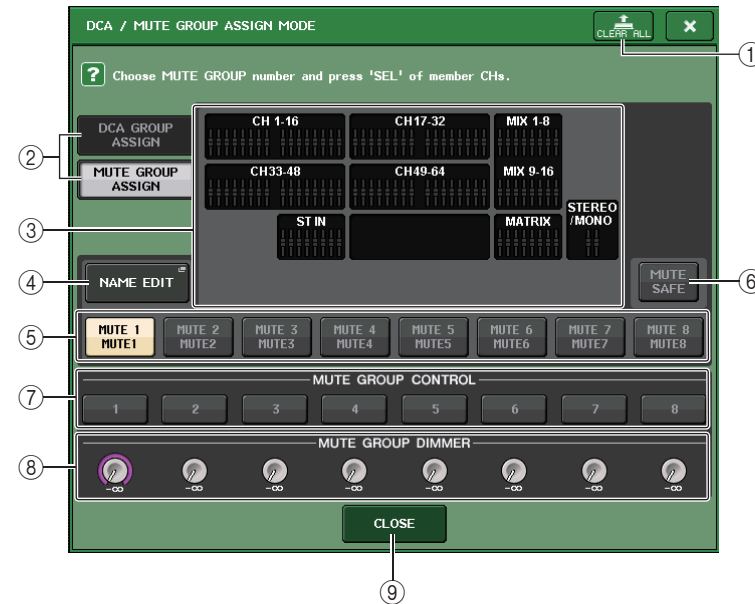 DCA / MUTE GROUP ASSIGN MODE
CLEAR ALL
①
? Choose MUTE GROUP number and press 'SEL' of member CHs.
②
DCA GROUP
ASSIGN
MUTE GROUP
ASSIGN
③
CH 1-16
CH17-32
MIX 1-8
CH33-48
CH49-64
MIX 9-16
ST IN
MATRIX
STEREO
/MONO
④
NAME EDIT
MUTE
SAFE
⑥
⑤
MUTE 1
MUTE1
MUTE 2
MUTE2
MUTE 3
MUTE3
MUTE 4
MUTE4
MUTE 5
MUTE5
MUTE 6
MUTE6
MUTE 7
MUTE7
MUTE 8
MUTE8
⑦
MUTE GROUP CONTROL
1 2 3 4 5 6 7 8
⑧
MUTE GROUP DIMMER
-∞ -∞ -∞ -∞ -∞ -∞ -∞ -∞
CLOSE
⑨